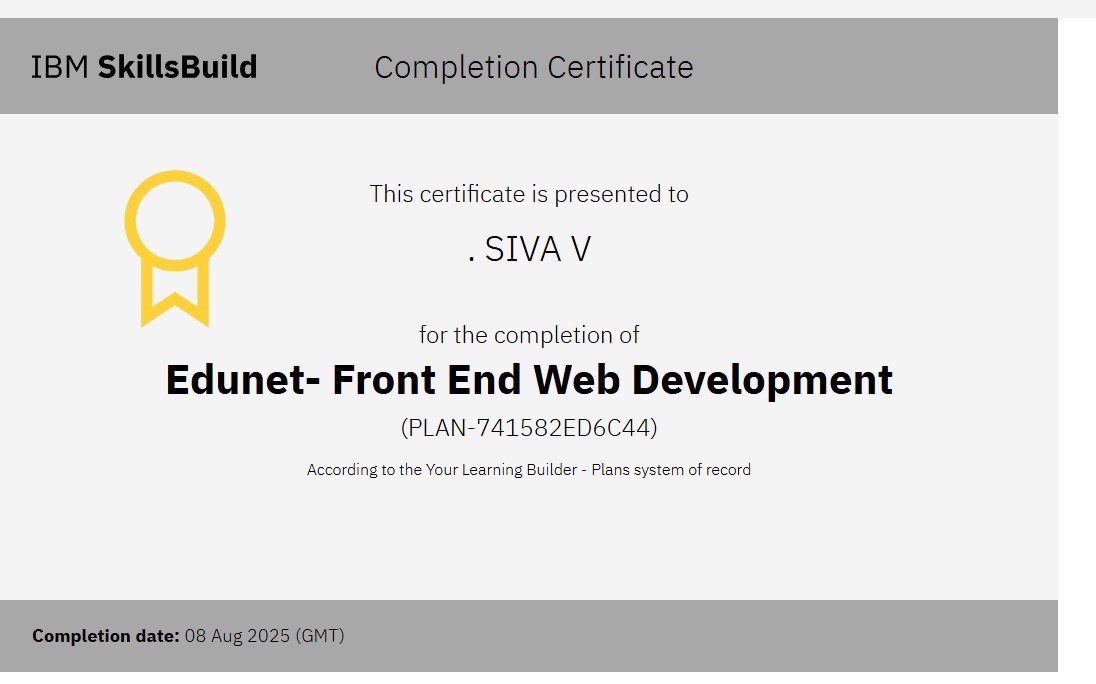 IBM SkillsBuild
Completion Certificate
This certificate is presented to
. SIVA V
for the completion of
Edunet- Front End Web Development
(PLAN-741582ED6C44)
According to the Your Learning Builder - Plans system of record
Completion date: 08 Aug 2025 (GMT)